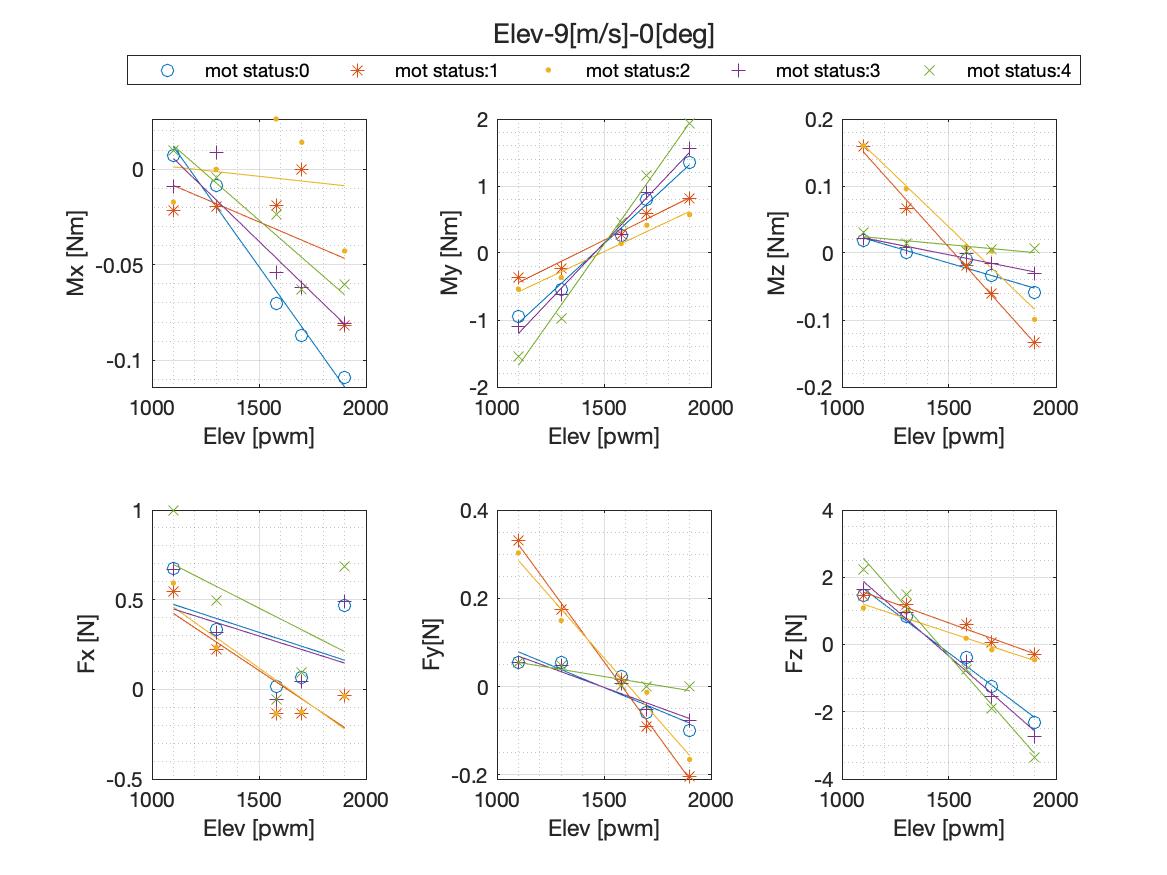 Elev-9[m/s]-0[deg]
mot status:0 mot status:1 mot status:2 mot status:3 mot status:4
Mx [Nm]
0
-0.05
-0.1
1000 1500 2000
Elev [pwm]
My [Nm]
2
1
0
-1
-2
1000 1500 2000
Elev [pwm]
Mz [Nm]
0.2
0.1
0
-0.1
-0.2
1000 1500 2000
Elev [pwm]
Fx [N]
1
0.5
0
-0.5
1000 1500 2000
Elev [pwm]
Fy[N]
0.4
0.2
0
-0.2
1000 1500 2000
Elev [pwm]
Fz [N]
4
2
0
-2
-4
1000 1500 2000
Elev [pwm]